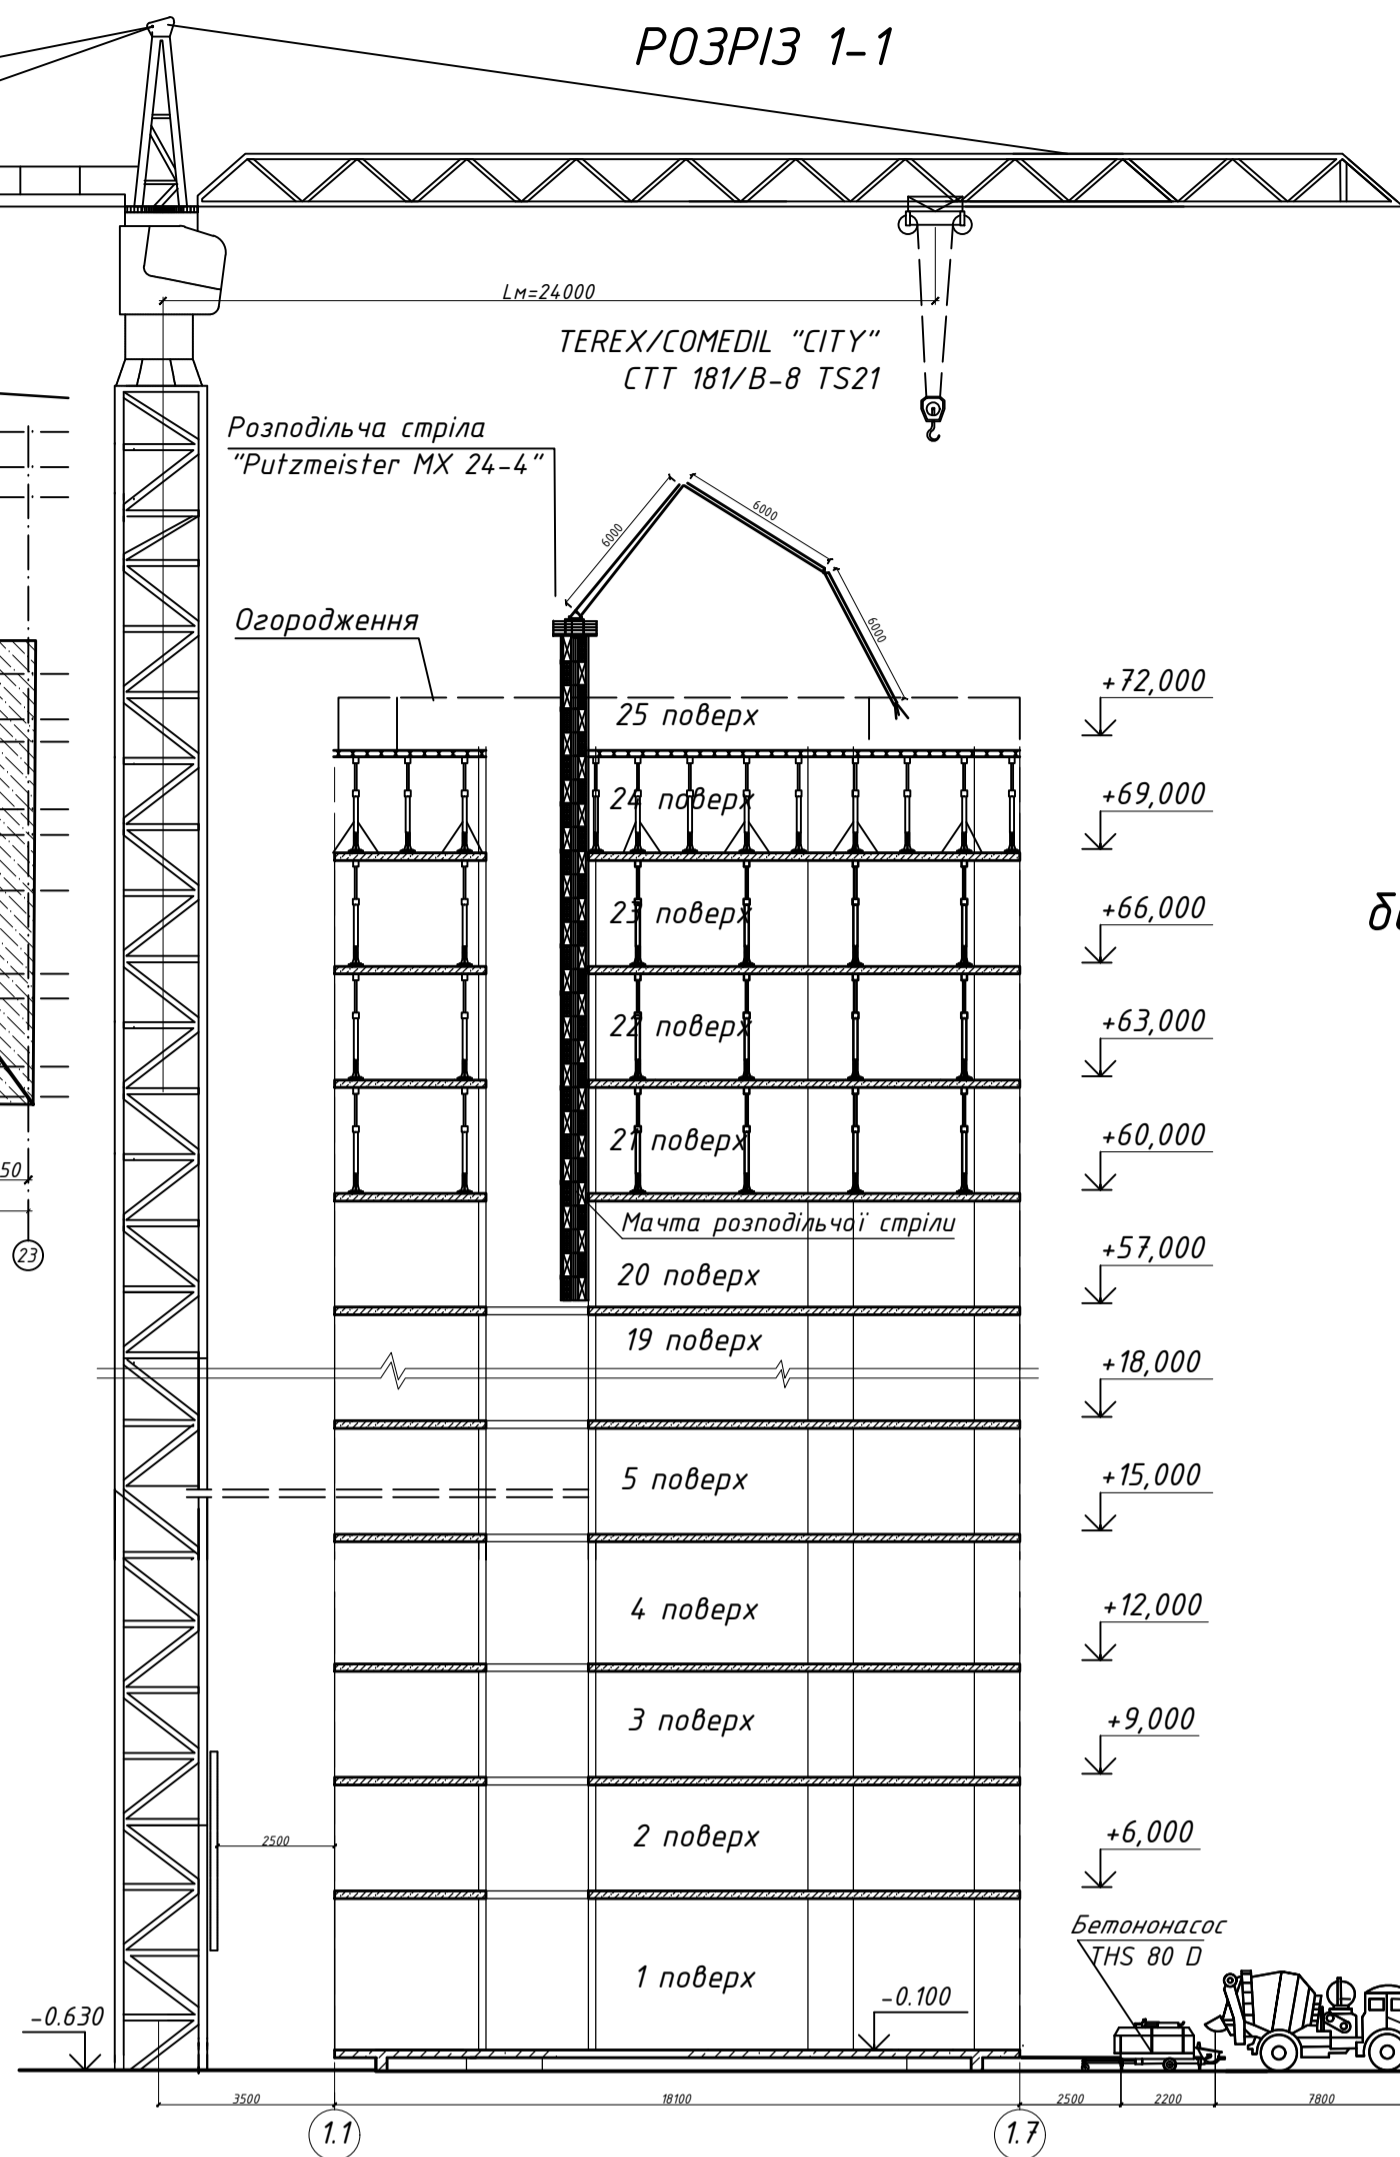 РОЗРІЗ 1-1
Lм=24000
TEREX/COMEDIL "CITY"
CTT 181/B-8 TS21
Розподільча стріла
"Putzmeister MX 24-4"
6000
6000
6000
Огородження
+72,000
25 поверх
+69,000
24 поверх
+66,000
23 поверх
+63,000
22 поверх
+60,000
21 поверх
50
23
Мачта розподільчої стріли
+57,000
20 поверх
19 поверх
+18,000
5 поверх
+15,000
4 поверх
+12,000
3 поверх
+9,000
2 поверх
+6,000
2500
Бетононасос
THS 80 D
1 поверх
-0.100
-0.630
3500
18100
2500
2200
7800
1.1
1.7